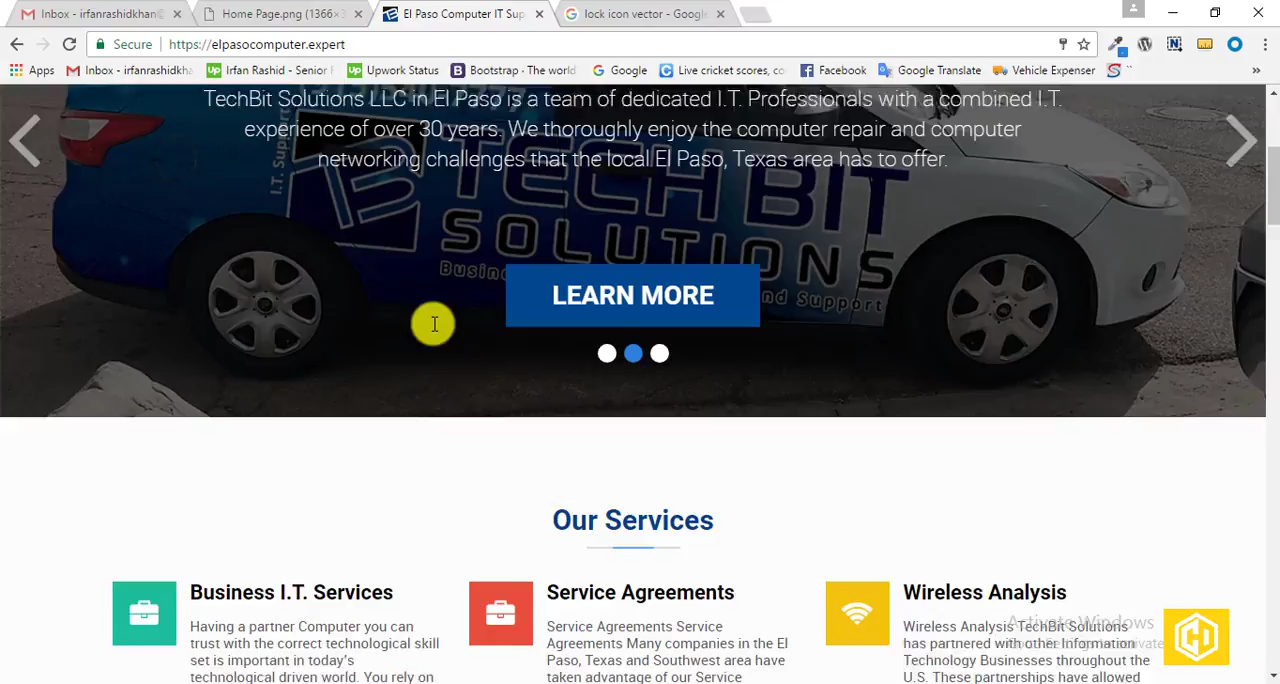 Inbox - irfanrashidkhan@
Home Page.png (1366×3
El Paso Computer IT Sup
lock icon vector - Google
Secure
https://elpasocomputer.expert
Apps
Inbox - irfanrashidkha
Irfan Rashid - Senior
Upwork Status
Bootstrap - The world
Google
Live cricket scores, co
Facebook
Google Translate
Vehicle Expenser
»
TechBit Solutions LLC in El Paso is a team of dedicated I.T. Professionals with a combined I.T.
experience of over 30 years. We thoroughly enjoy the computer repair and computer
networking challenges that the local El Paso, Texas area has to offer.
I.T. Support
TECH BIT
SOLUTIONS
LEARN MORE
and Support
Our Services
Business I.T. Services
Having a partner Computer you can
trust with the correct technological skill
set is important in today's
technological driven world. You rely on
Service Agreements
Service Agreements Service
Agreements Many companies in the El
Paso, Texas and Southwest area have
taken advantage of our Service
Wireless Analysis
Wireless Analysis TechBit Solutions
has partnered with other Information
Technology Businesses throughout the
U.S. These partnerships have allowed
Activate Windows